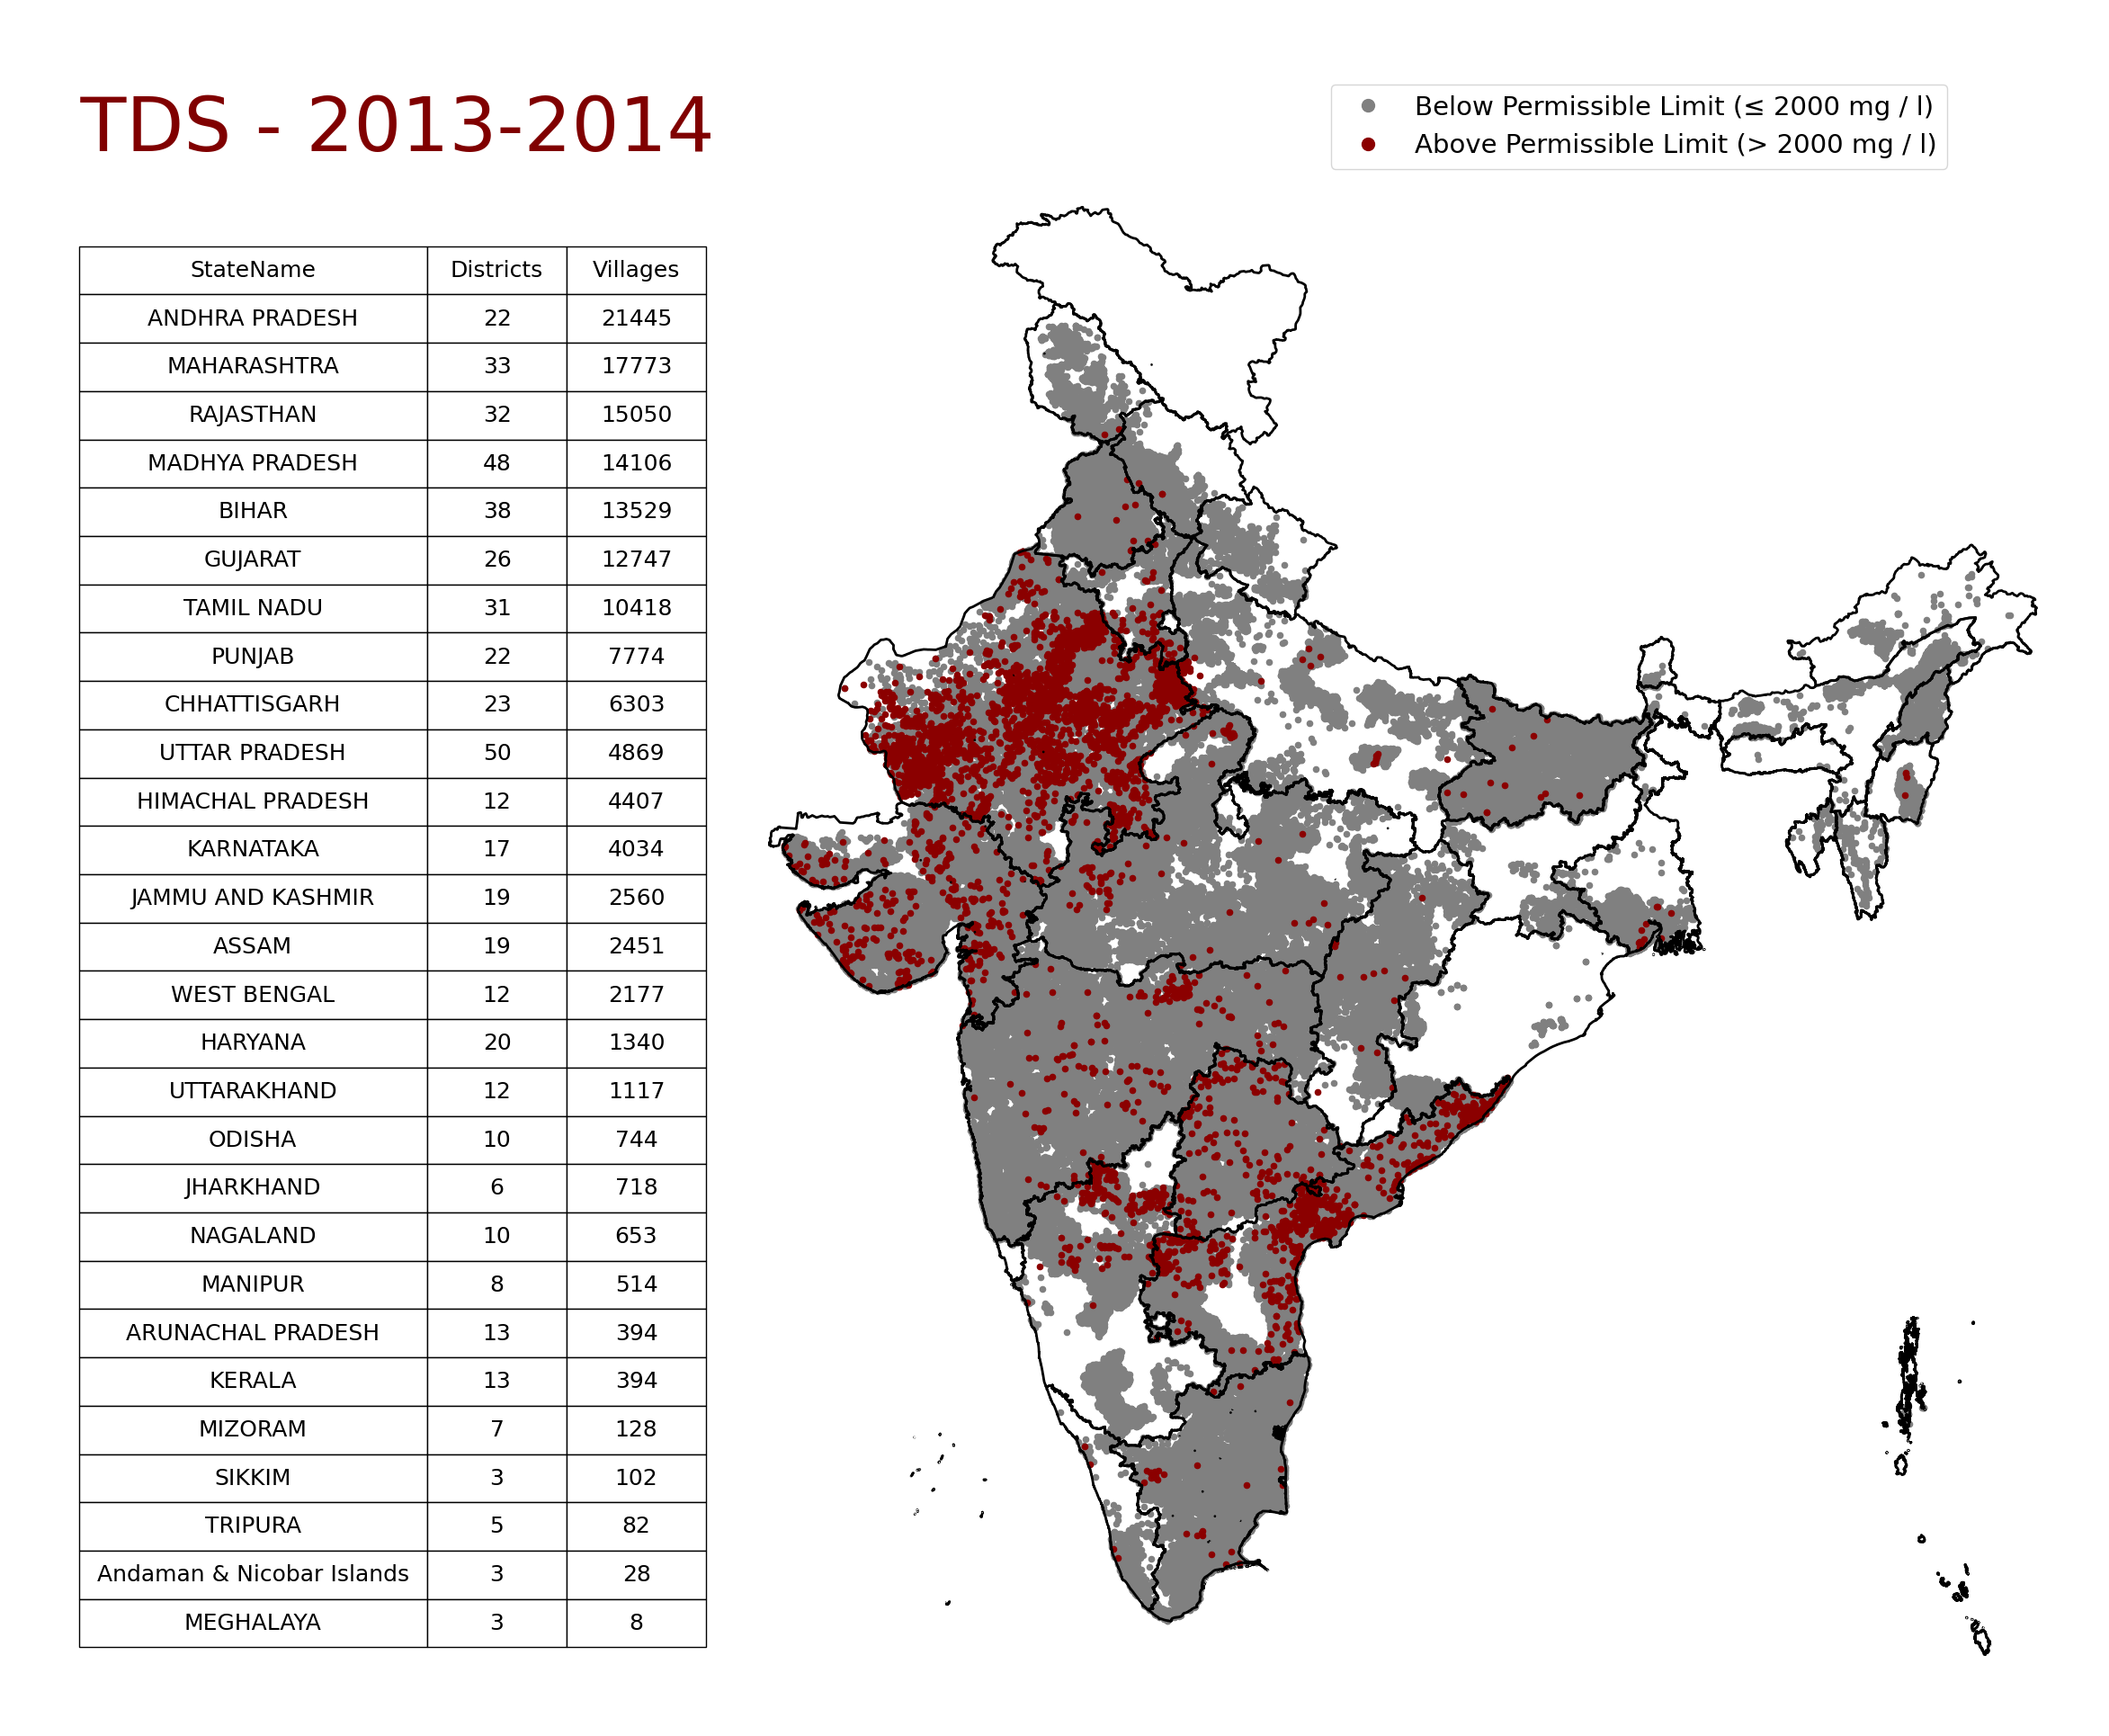 TDS - 2013-2014
Below Permissible Limit (≤ 2000 mg / l)
Above Permissible Limit (> 2000 mg / l)
StateName Districts Villages
ANDHRA PRADESH 22 21445
MAHARASHTRA 33 17773
RAJASTHAN 32 15050
MADHYA PRADESH 48 14106
BIHAR 38 13529
GUJARAT 26 12747
TAMIL NADU 31 10418
PUNJAB 22 7774
CHHATTISGARH 23 6303
UTTAR PRADESH 50 4869
HIMACHAL PRADESH 12 4407
KARNATAKA 17 4034
JAMMU AND KASHMIR 19 2560
ASSAM 19 2451
WEST BENGAL 12 2177
HARYANA 20 1340
UTTARAKHAND 12 1117
ODISHA 10 744
JHARKHAND 6 718
NAGALAND 10 653
MANIPUR 8 514
ARUNACHAL PRADESH 13 394
KERALA 13 394
MIZORAM 7 128
SIKKIM 3 102
TRIPURA 5 82
Andaman & Nicobar Islands 3 28
MEGHALAYA 3 8